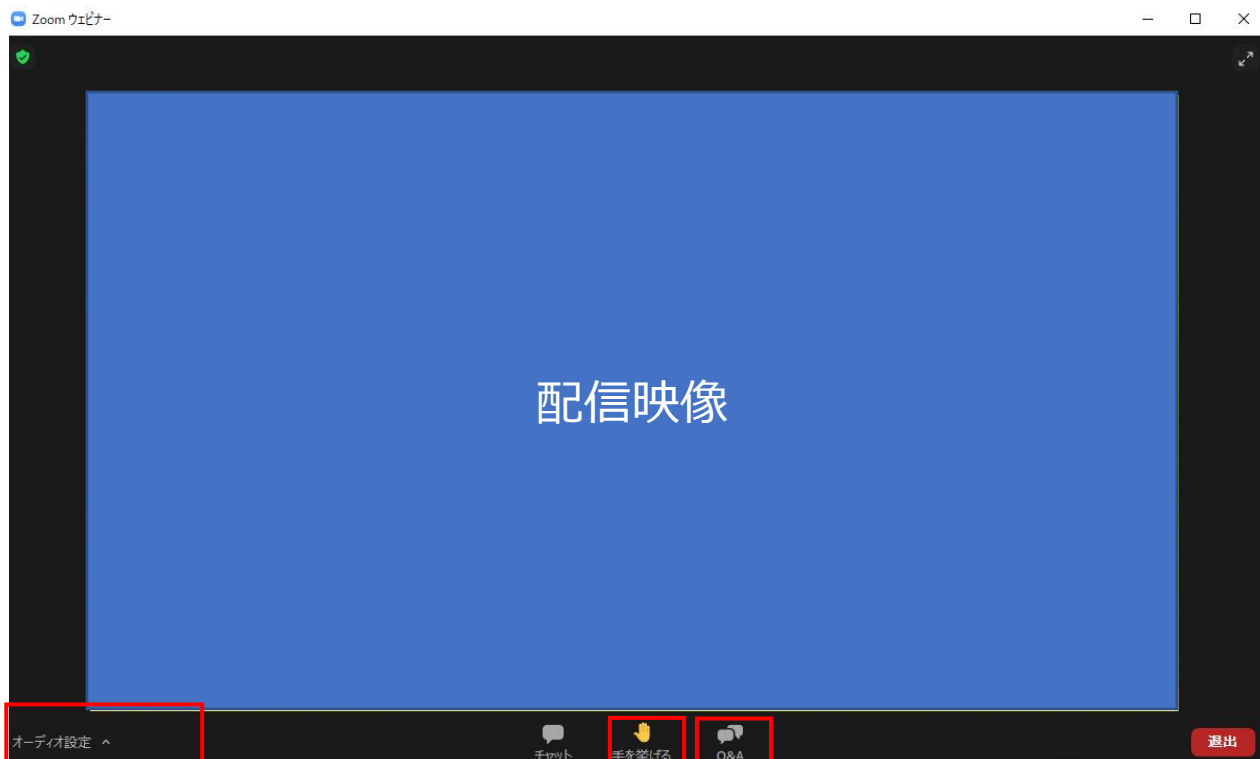 Zoom ウェビナー
配信映像
オーディオ設定
チャット
手を挙げる
Q&A
退出